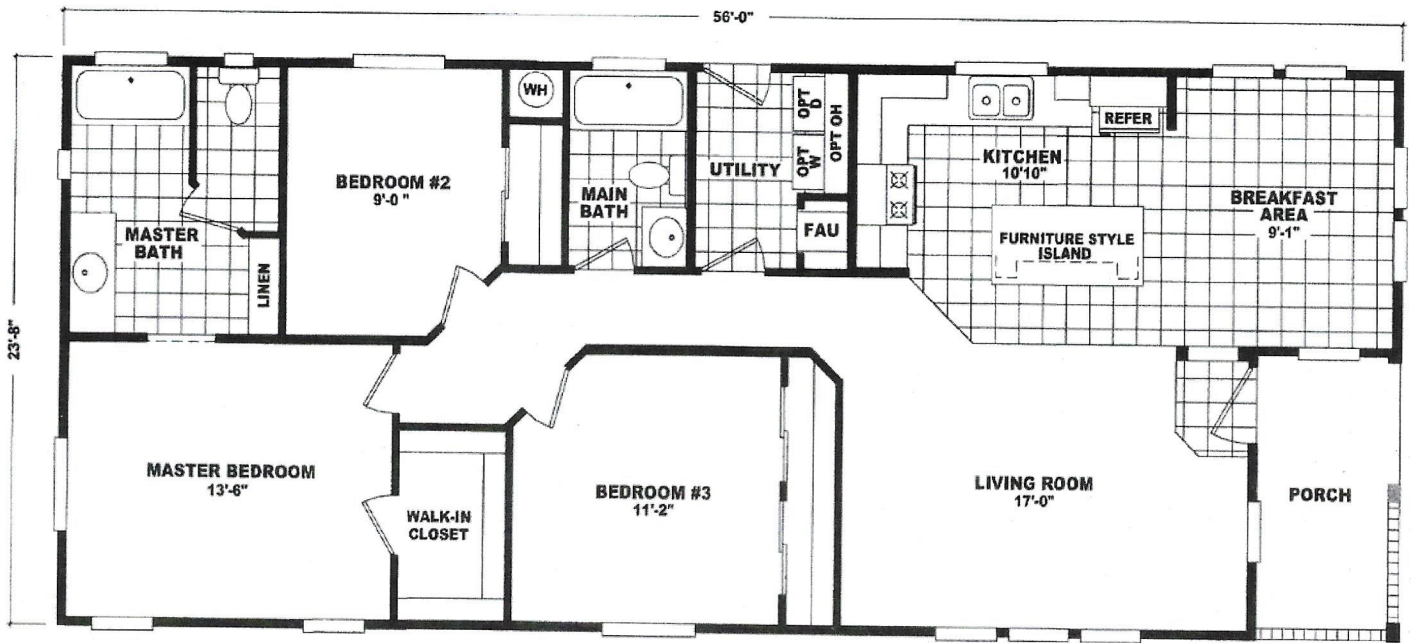 56'-0"
23'-8"
WH
OPT D
OPT W
OPT OH
REFER
BEDROOM #2
9'-0 "
MAIN
BATH
UTILITY
FAU
KITCHEN
10'10"
FURNITURE STYLE
ISLAND
BREAKFAST
AREA
9'-1"
MASTER
BATH
LINEN
MASTER BEDROOM
13'-6"
WALK-IN
CLOSET
BEDROOM #3
11'-2"
LIVING ROOM
17'-0"
PORCH